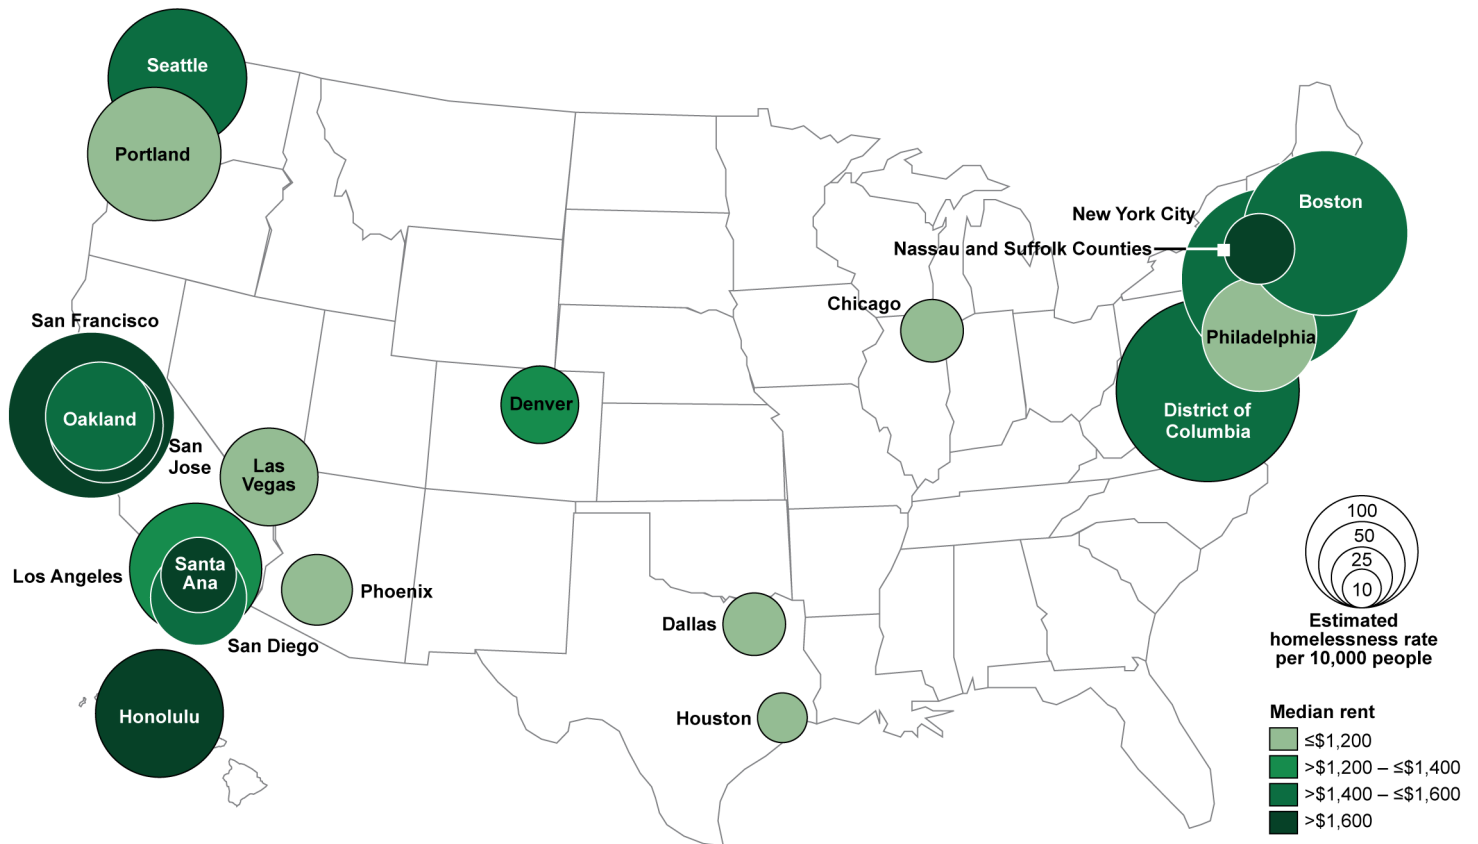 Seattle
Portland
New York City
Boston
Nassau and Suffolk Counties
Chicago
San Francisco
Philadelphia
Oakland
Denver
District of
Columbia
San
Jose
Las
Vegas
100
50
25
10
Santa
Ana
Los Angeles
Phoenix
Dallas
San Diego
Estimated
homelessness rate
per 10,000 people
Honolulu
Houston
Median rent
≤$1,200
>$1,200 – ≤$1,400
>$1,400 – ≤$1,600
>$1,600